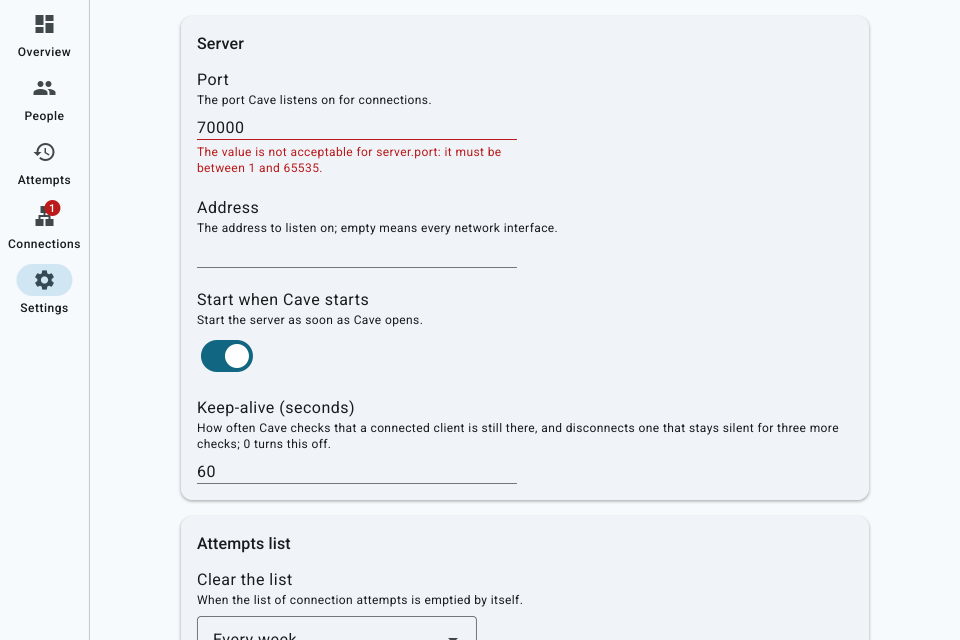 Overview
People
Attempts
1
Connections
Settings
Server
Port
The port Cave listens on for connections.
70000
The value is not acceptable for server.port: it must be
between 1 and 65535.
Address
The address to listen on; empty means every network interface.
Start when Cave starts
Start the server as soon as Cave opens.
Keep-alive (seconds)
How often Cave checks that a connected client is still there, and disconnects one that stays silent for three more
checks; 0 turns this off.
60
Attempts list
Clear the list
When the list of connection attempts is emptied by itself.
Every week